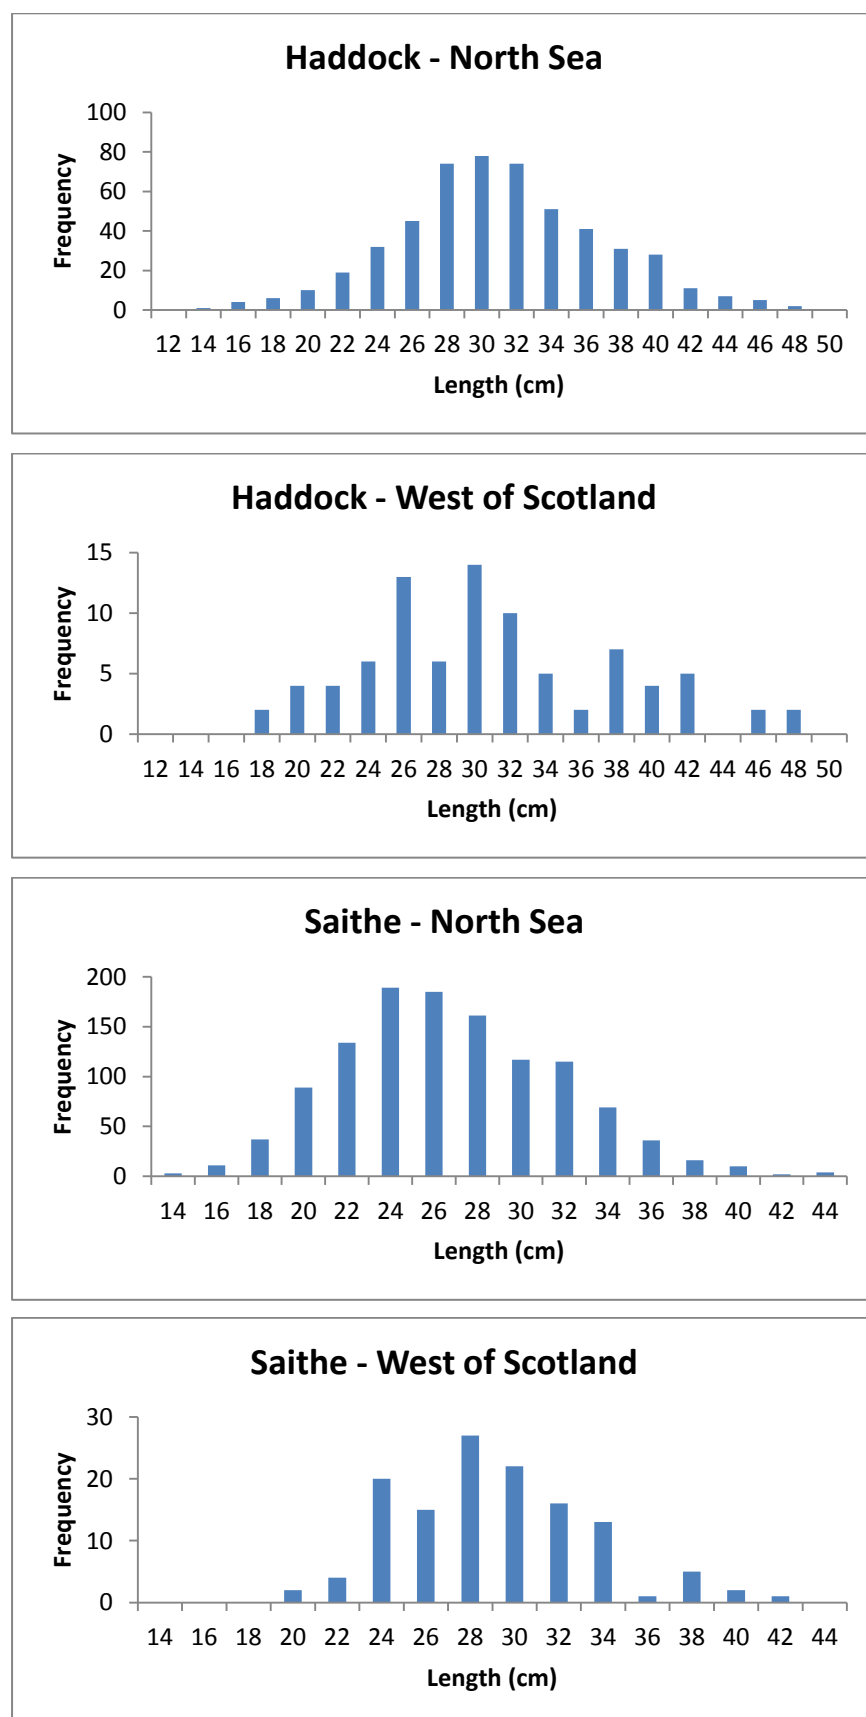 Haddock - North Sea
100
80
60
40
20
0
Frequency
12 14 16 18 20 22 24 26 28 30 32 34 36 38 40 42 44 46 48 50
Length (cm)
Haddock - West of Scotland
15
10
5
0
Frequency
12 14 16 18 20 22 24 26 28 30 32 34 36 38 40 42 44 46 48 50
Length (cm)
Saithe - North Sea
200
150
100
50
0
Frequency
14 16 18 20 22 24 26 28 30 32 34 36 38 40 42 44
Length (cm)
Saithe - West of Scotland
30
20
10
0
Frequency
14 16 18 20 22 24 26 28 30 32 34 36 38 40 42 44
Length (cm)